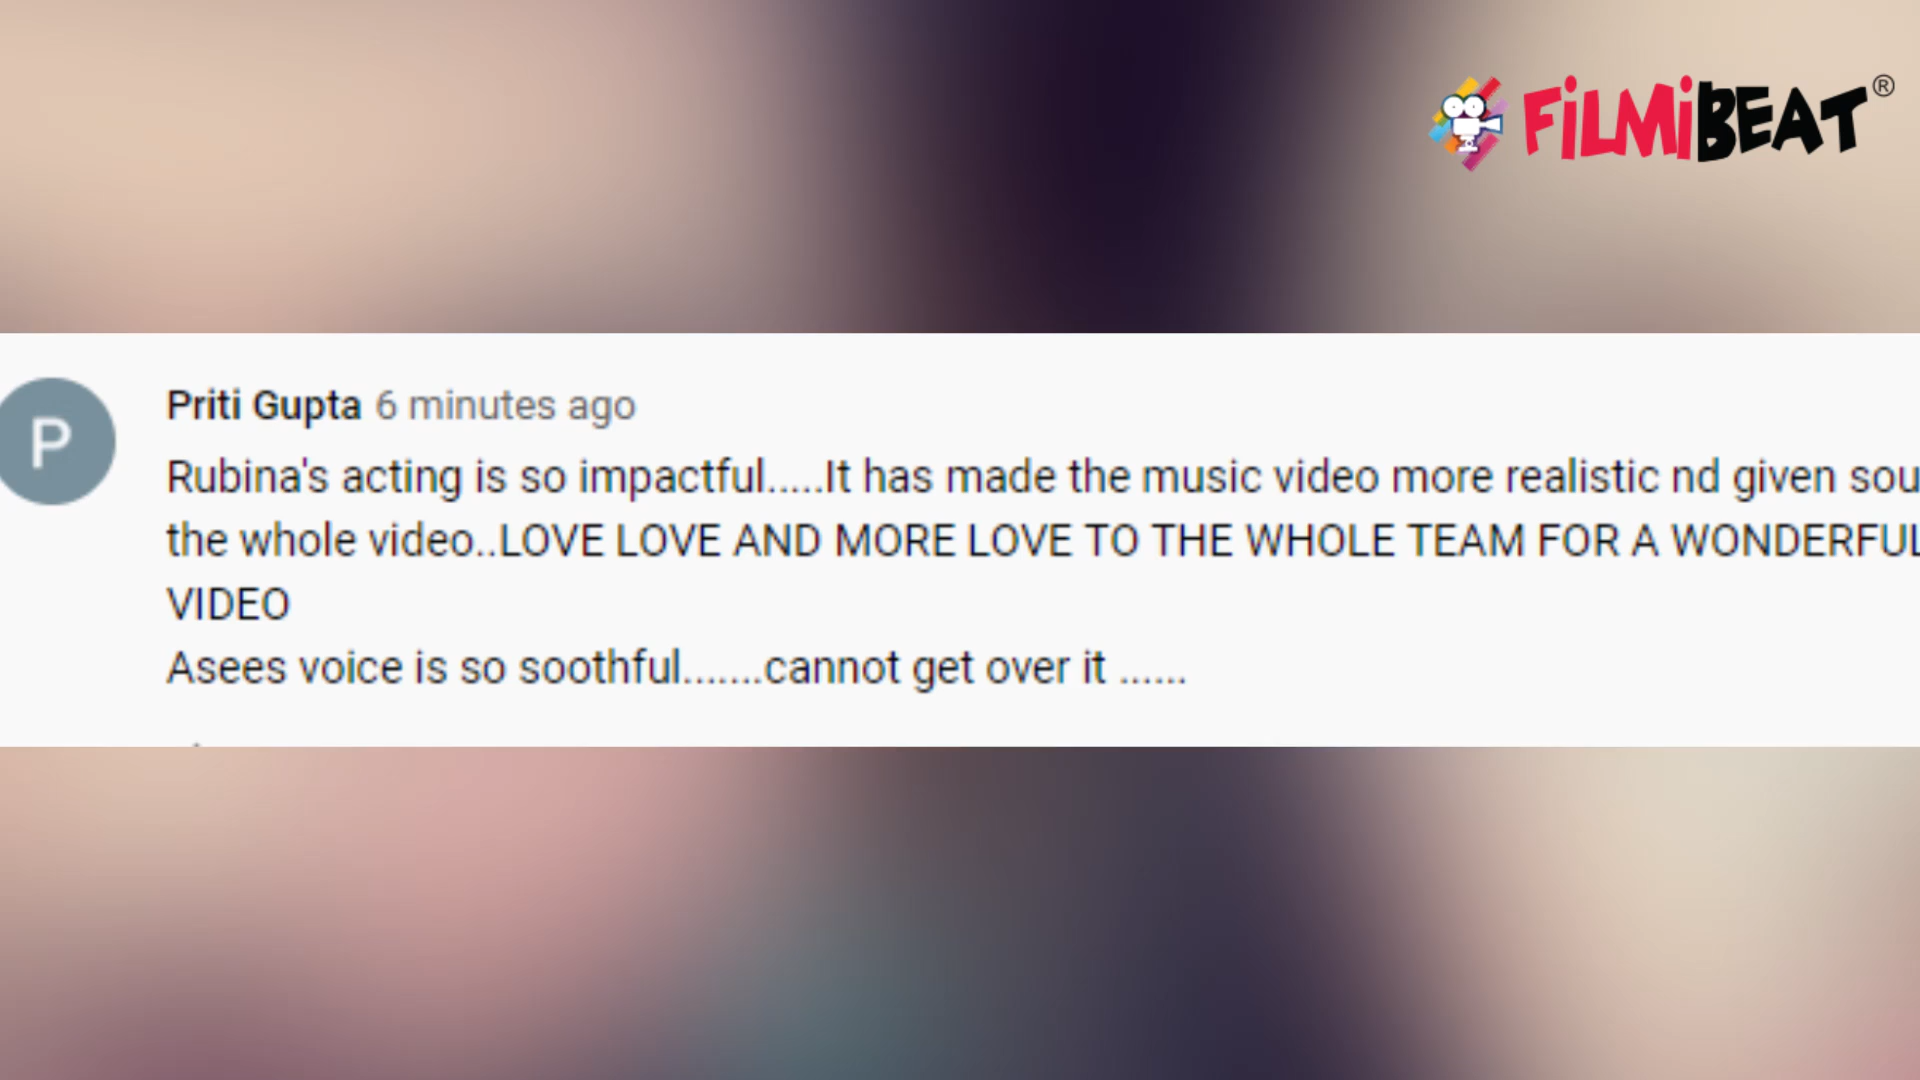 FiLMiBEAT®
P
Priti Gupta 6 minutes ago
Rubina's acting is so impactful.....It has made the music video more realistic nd given sou
the whole video..LOVE LOVE AND MORE LOVE TO THE WHOLE TEAM FOR A WONDERFUL
VIDEO
Asees voice is so soothful.......cannot get over it ......